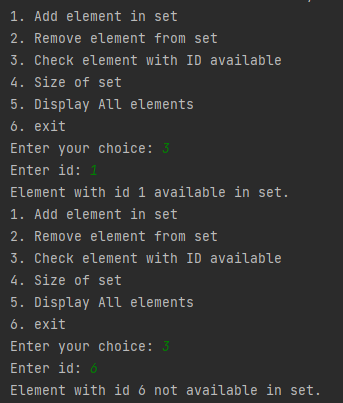 1. Add element in set
2. Remove element from set
3. Check element with ID available
4. Size of set
5. Display All elements
6. exit
Enter your choice: 3
Enter id: 1
Element with id 1 available in set.
1. Add element in set
2. Remove element from set
3. Check element with ID available
4. Size of set
5. Display All elements
6. exit
Enter your choice: 3
Enter id: 6
Element with id 6 not available in set.